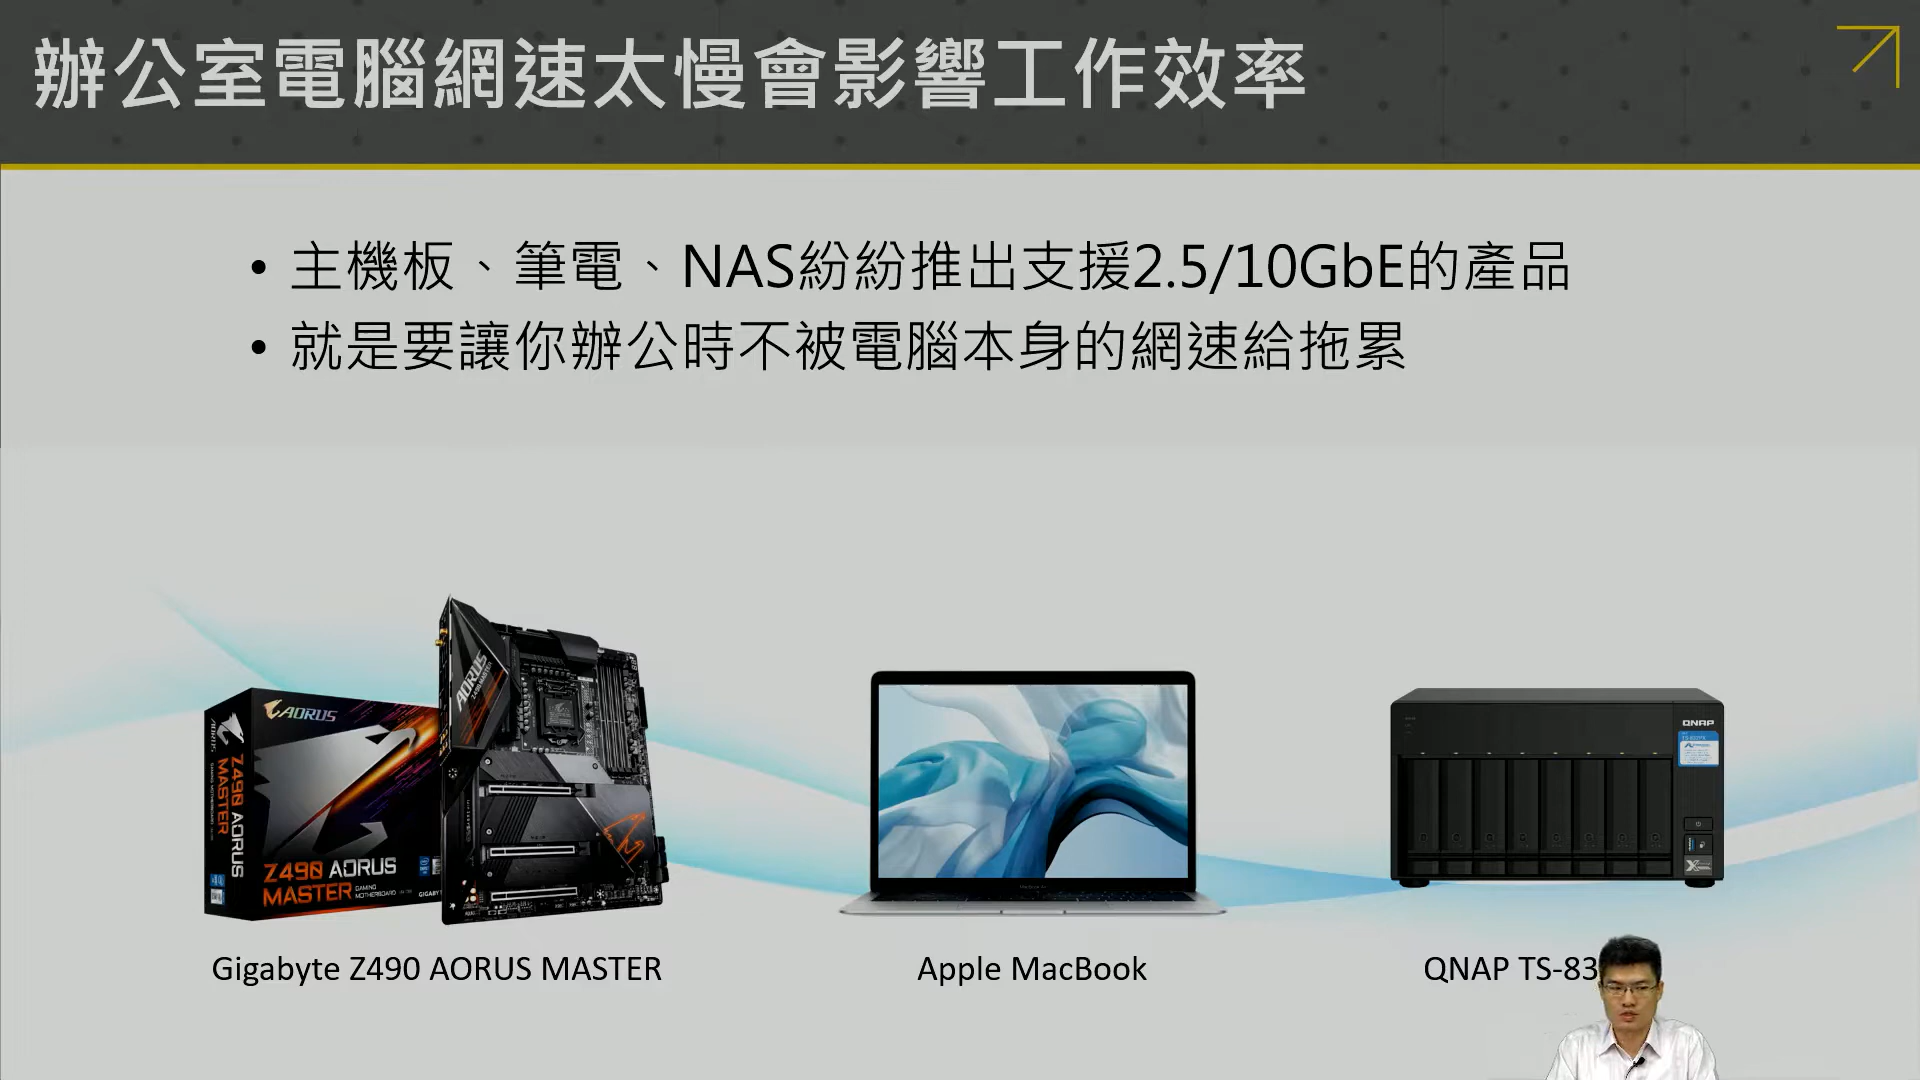 辦公室電腦網速太慢會影響工作效率
• 主機板、筆電、NAS紛紛推出支援2.5/10GbE的產品
• 就是要讓你辦公時不被電腦本身的網速給拖累
AORUS
Z490 AORUS
MASTER
Z490 AORUS
MASTER
GAMING
MOTHERBOARD
AORUS
QNAP
Gigabyte Z490 AORUS MASTER
Apple MacBook
QNAP TS-83